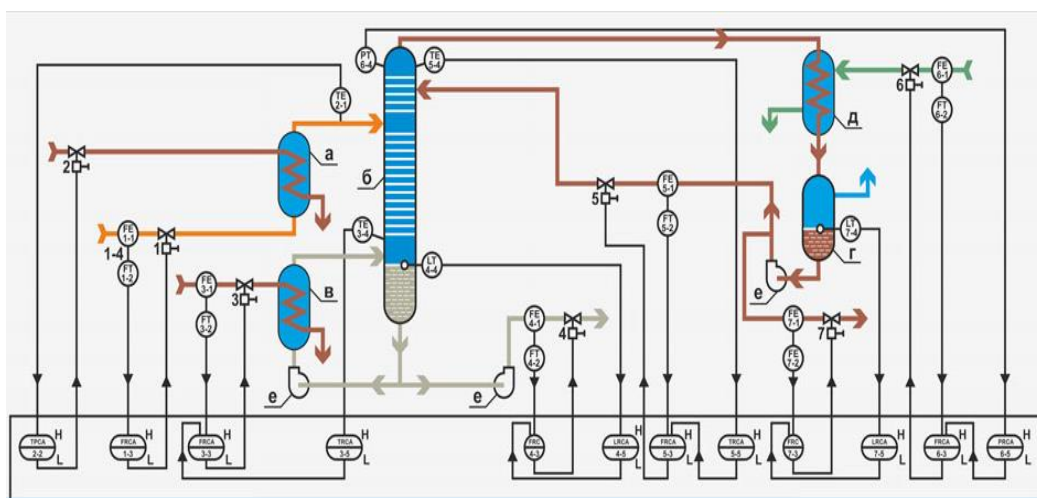 PT
6-4
TE
5-4
TE
2-1
6
FE
6-1
FT
6-2
д
а
б
2
5
FE
5-1
FT
5-2
FE
1-1
1-4
1
FT
1-2
TE
3-4
LT
4-4
LT
7-4
г
е
FE
3-1
3
FT
3-2
в
FE
4-1
4
FT
4-2
FE
7-1
7
FE
7-2
е
е
TPCA
2-2
H
L
FRCA
1-3
H
L
FRCA
3-3
H
L
TRCA
3-5
H
L
FRC
4-3
LRCA
4-5
H
L
FRCA
5-3
H
L
TRCA
5-5
H
L
FRC
7-3
LRCA
7-5
H
L
FRCA
6-3
H
L
PRCA
6-5
H
L